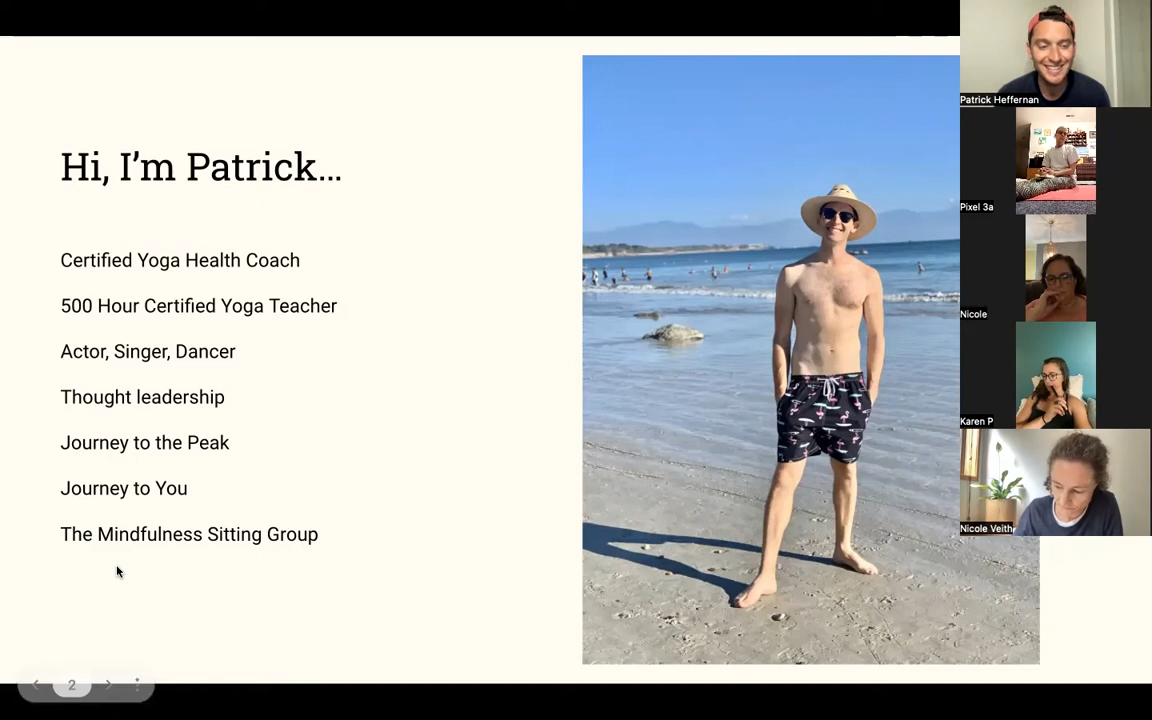 Hi, I'm Patrick...
Certified Yoga Health Coach
500 Hour Certified Yoga Teacher
Actor, Singer, Dancer
Thought leadership
Journey to the Peak
Journey to You
The Mindfulness Sitting Group
2
Patrick Heffernan
Pixel 3a
Nicole
Karen P
Nicole Veith